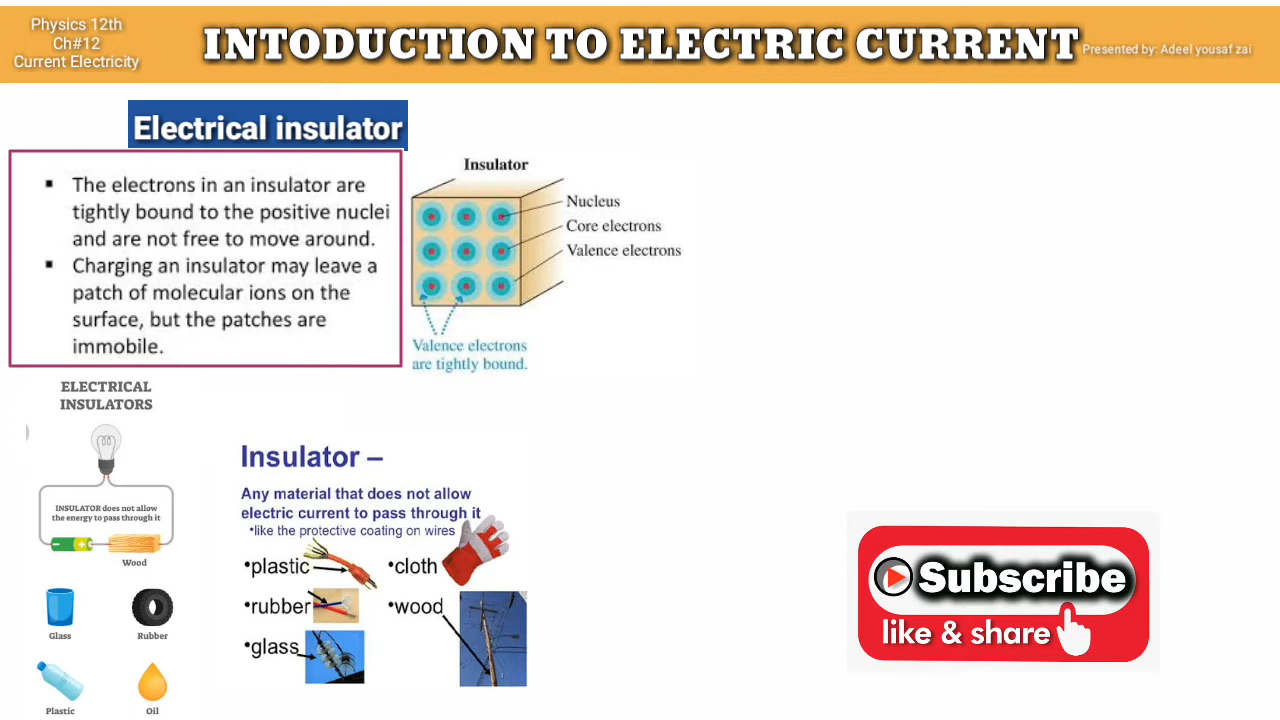 Physics 12th
Ch#12
Current Electricity
INTODUCTION TO ELECTRIC CURRENT
Presented by: Adeel yousaf zai
Electrical insulator
▪ The electrons in an insulator are
tightly bound to the positive nuclei
and are not free to move around.
▪ Charging an insulator may leave a
patch of molecular ions on the
surface, but the patches are
immobile.
Insulator
Nucleus
Core electrons
Valence electrons
Valence electrons
are tightly bound.
ELECTRICAL
INSULATORS
INSULATOR does not allow
the energy to pass through it
Wood
Glass
Rubber
Plastic
Oil
Insulator –
Any material that does not allow
electric current to pass through it
•like the protective coating on wires
•plastic
•cloth
•rubber
•wood
•glass
Subscribe
like & share